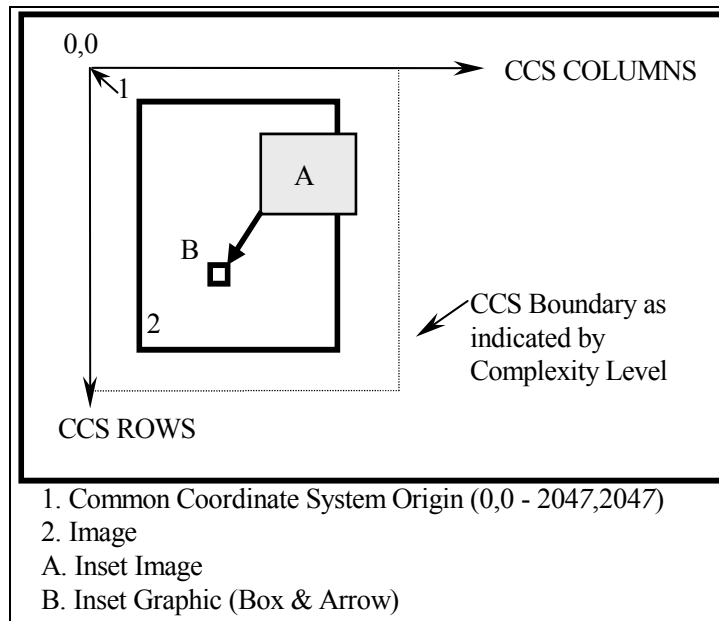 0,0
CCS COLUMNS
1
A
B
2
CCS Boundary as
indicated by
Complexity Level
CCS ROWS
1. Common Coordinate System Origin (0,0 - 2047,2047)
2. Image
A. Inset Image
B. Inset Graphic (Box & Arrow)